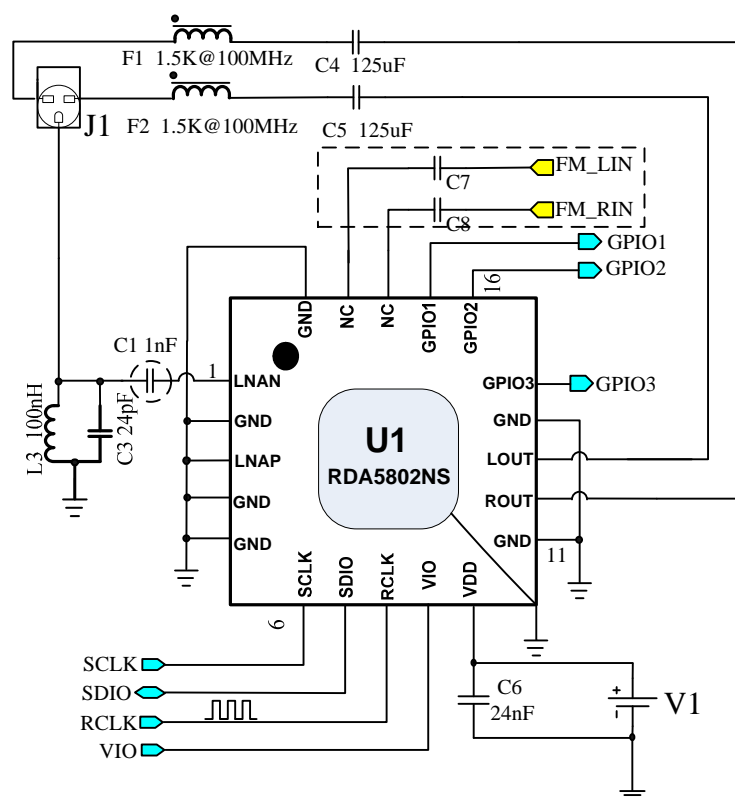 F1 1.5K@100MHz
C4 125uF
J1
F2 1.5K@100MHz
C5 125uF
C7
FM_LIN
C8
FM_RIN
GPIO1
GPIO2
16
GND
NC
NC
GPIO1
GPIO2
C1 1nF
1
LNAN
GPIO3
GPIO3
L3 100nH
C3 24pF
GND
GND
U1
RDA5802NS
LNAP
LOUT
GND
ROUT
GND
GND
11
SCLK
SDIO
RCLK
VIO
VDD
6
SCLK
SDIO
RCLK
VIO
C6
24nF
+
-
V1